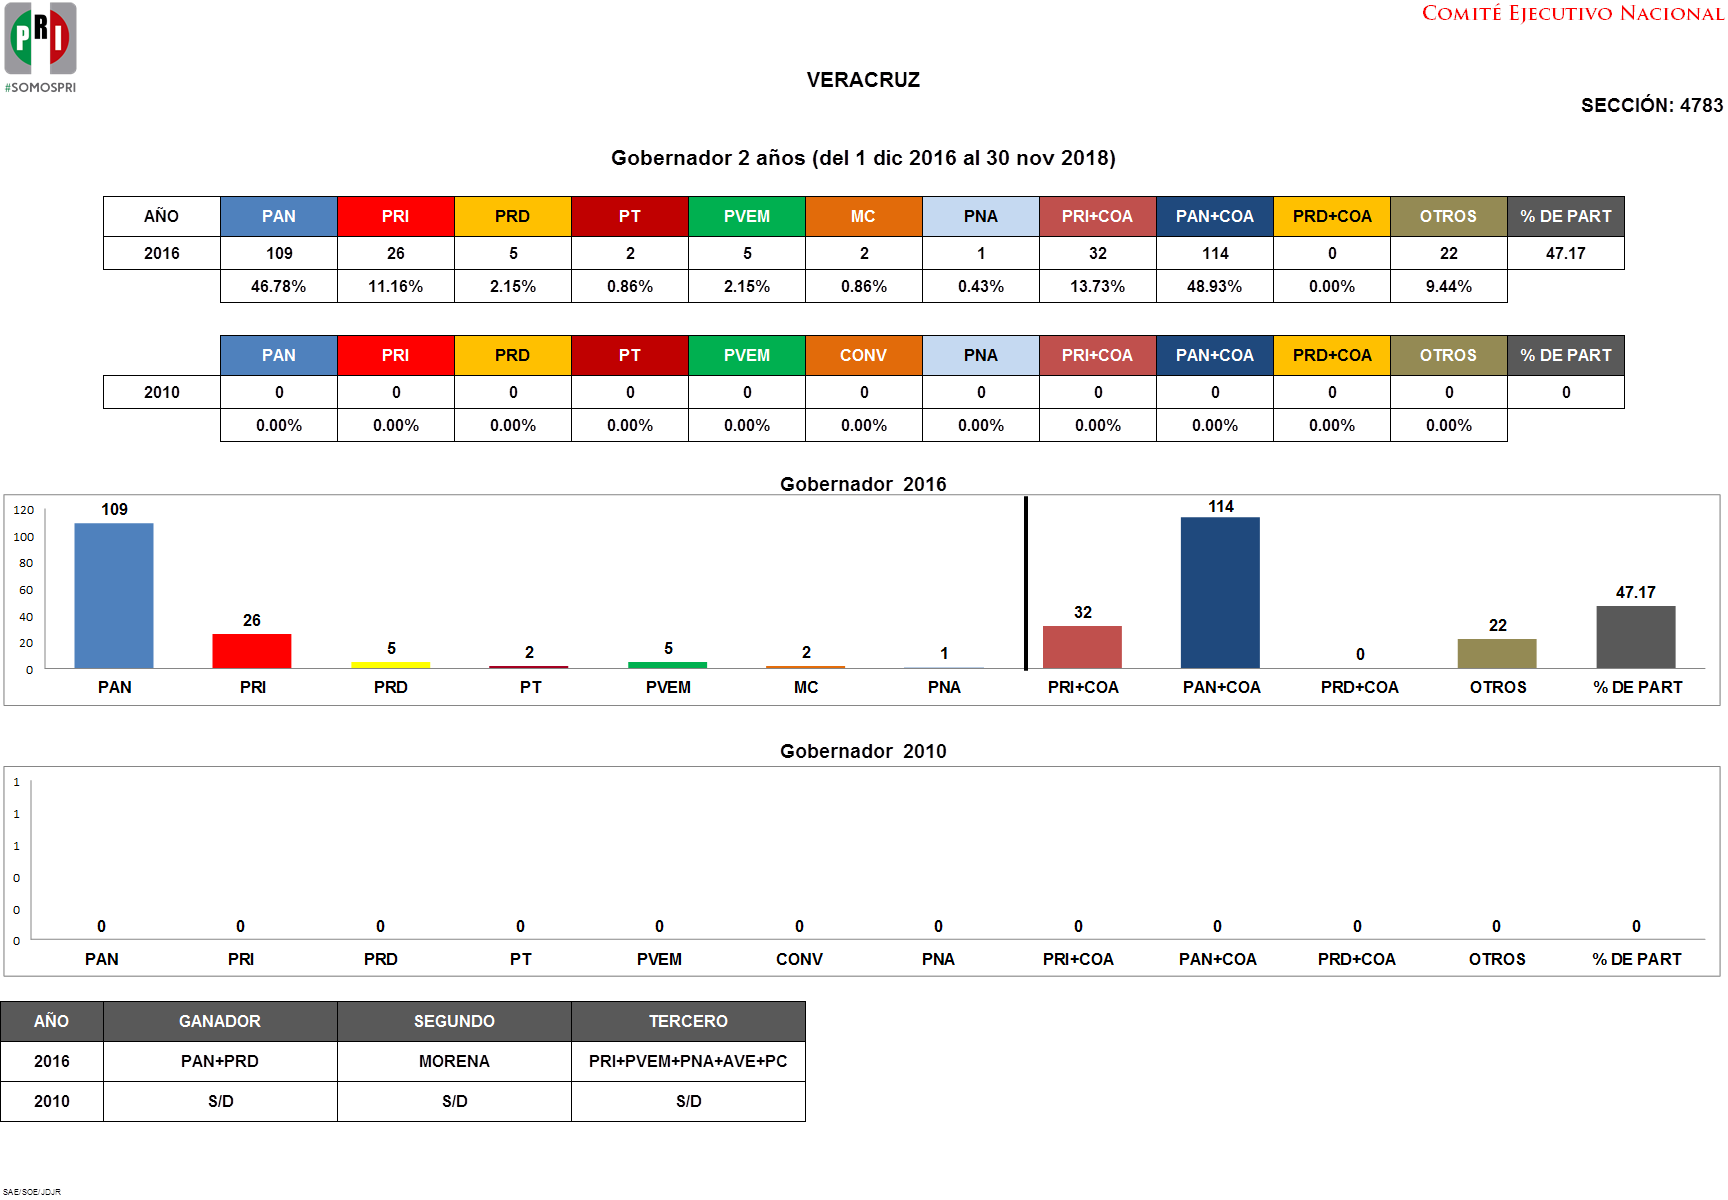 COMITÉ EJECUTIVO NACIONAL
PRI
#SOMOSPRI
VERACRUZ
SECCIÓN: 4783
Gobernador 2 años (del 1 dic 2016 al 30 nov 2018)
AÑO PAN PRI PRD PT PVEM MC PNA PRI+COA PAN+COA PRD+COA OTROS % DE PART
2016 109 26 5 2 5 2 1 32 114 0 22 47.17
46.78% 11.16% 2.15% 0.86% 2.15% 0.86% 0.43% 13.73% 48.93% 0.00% 9.44%
PAN PRI PRD PT PVEM CONV PNA PRI+COA PAN+COA PRD+COA OTROS % DE PART
2010 0 0 0 0 0 0 0 0 0 0 0 0
0.00% 0.00% 0.00% 0.00% 0.00% 0.00% 0.00% 0.00% 0.00% 0.00% 0.00%
Gobernador 2016
120
100
80
60
40
20
0
109 26 5 2 5 2 1 32 114 0 22 47.17
PAN PRI PRD PT PVEM MC PNA PRI+COA PAN+COA PRD+COA OTROS % DE PART
Gobernador 2010
1
1
1
0
0
0
0 0 0 0 0 0 0 0 0 0 0 0
PAN PRI PRD PT PVEM CONV PNA PRI+COA PAN+COA PRD+COA OTROS % DE PART
AÑO GANADOR SEGUNDO TERCERO
2016 PAN+PRD MORENA PRI+PVEM+PNA+AVE+PC
2010 S/D S/D S/D
SAE/SOE/JDJR